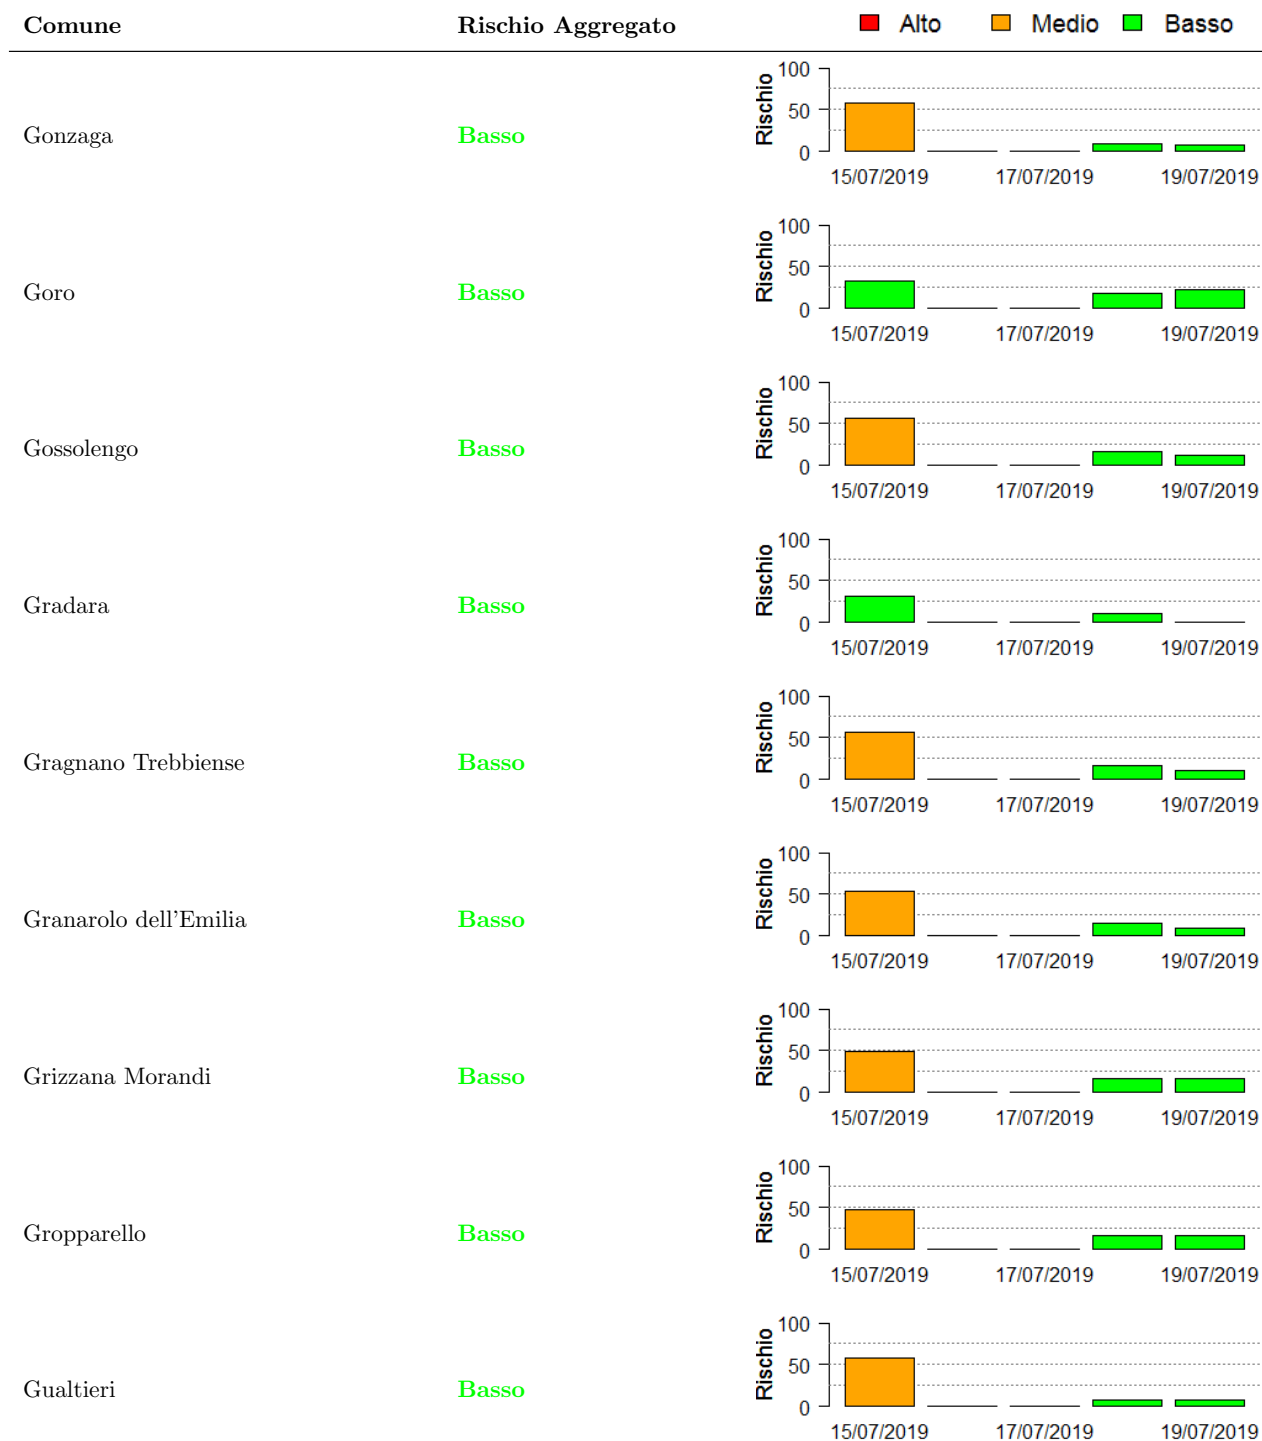 Comune Rischio Aggregato Alto Medio Basso
Gonzaga Basso Rischio 100 50 0
15/07/2019 17/07/2019 19/07/2019
Goro Basso Rischio 100 50 0
15/07/2019 17/07/2019 19/07/2019
Gossolengo Basso Rischio 100 50 0
15/07/2019 17/07/2019 19/07/2019
Gradara Basso Rischio 100 50 0
15/07/2019 17/07/2019 19/07/2019
Gragnano Trebbiense Basso Rischio 100 50 0
15/07/2019 17/07/2019 19/07/2019
Granarolo dell'Emilia Basso Rischio 100 50 0
15/07/2019 17/07/2019 19/07/2019
Grizzana Morandi Basso Rischio 100 50 0
15/07/2019 17/07/2019 19/07/2019
Gropparello Basso Rischio 100 50 0
15/07/2019 17/07/2019 19/07/2019
Gualtieri Basso Rischio 100 50 0
15/07/2019 17/07/2019 19/07/2019